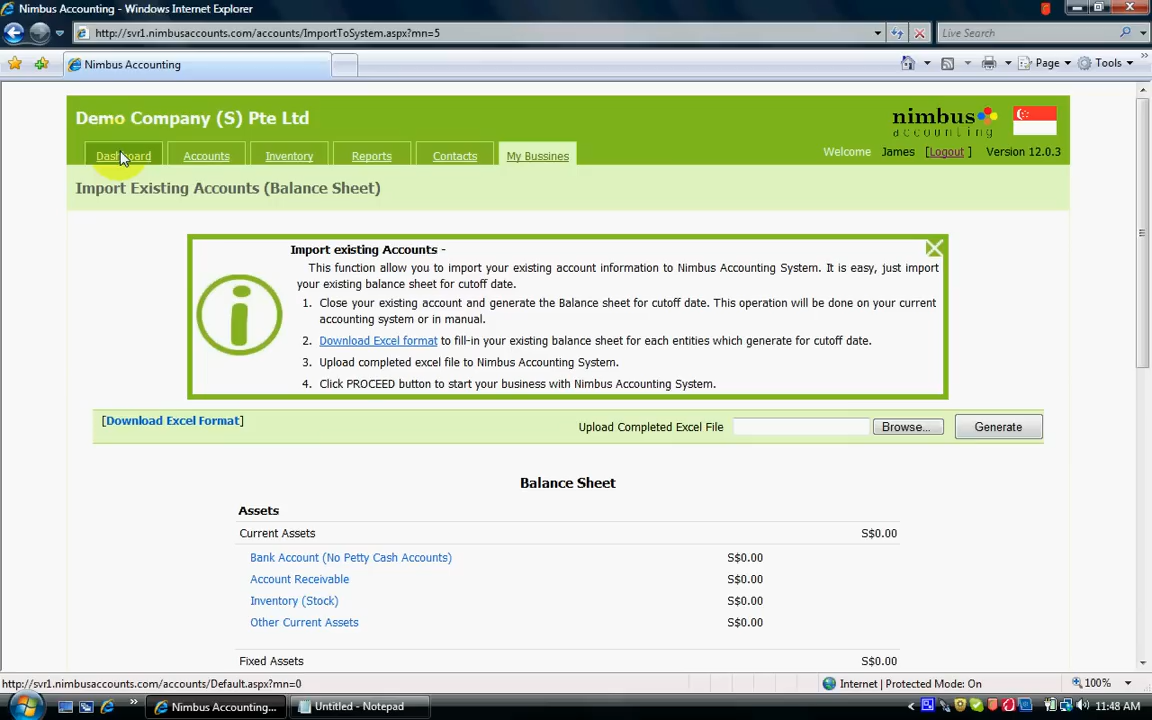 Nimbus Accounting - Windows Internet Explorer
http://svr1.nimbusaccounts.com/accounts/ImportToSystem.aspx?mn=5
Live Search
Nimbus Accounting
Page
Tools
Demo Company (S) Pte Ltd
nimbus
accounting
Dashboard
Accounts
Inventory
Reports
Contacts
My Bussines
Welcome James [Logout ] Version 12.0.3
Import Existing Accounts (Balance Sheet)
Import existing Accounts -
This function allow you to import your existing account information to Nimbus Accounting System. It is easy, just import
your existing balance sheet for cutoff date.
1. Close your existing account and generate the Balance sheet for cutoff date. This operation will be done on your current
accounting system or in manual.
2. Download Excel format to fill-in your existing balance sheet for each entities which generate for cutoff date.
3. Upload completed excel file to Nimbus Accounting System.
4. Click PROCEED button to start your business with Nimbus Accounting System.
[Download Excel Format]
Upload Completed Excel File
Browse...
Generate
Balance Sheet
Assets
Current Assets S$0.00
Bank Account (No Petty Cash Accounts) S$0.00
Account Receivable S$0.00
Inventory (Stock) S$0.00
Other Current Assets S$0.00
Fixed Assets S$0.00
http://svr1.nimbusaccounts.com/accounts/Default.aspx?mn=0
Internet | Protected Mode: On
100%
Nimbus Accounting...
Untitled - Notepad
11:48 AM